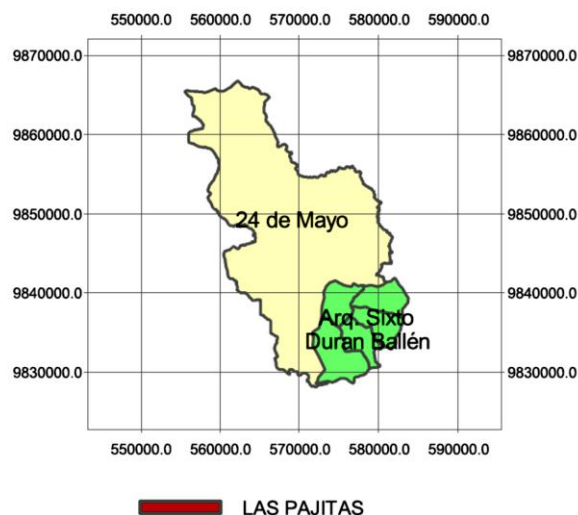 550000.0 560000.0 570000.0 580000.0 590000.0
9870000.0 9870000.0
9860000.0 9860000.0
9850000.0 9850000.0
24 de Mayo
9840000.0 9840000.0
Arq. Sixto
Duran Ballén
9830000.0 9830000.0
550000.0 560000.0 570000.0 580000.0 590000.0
LAS PAJITAS